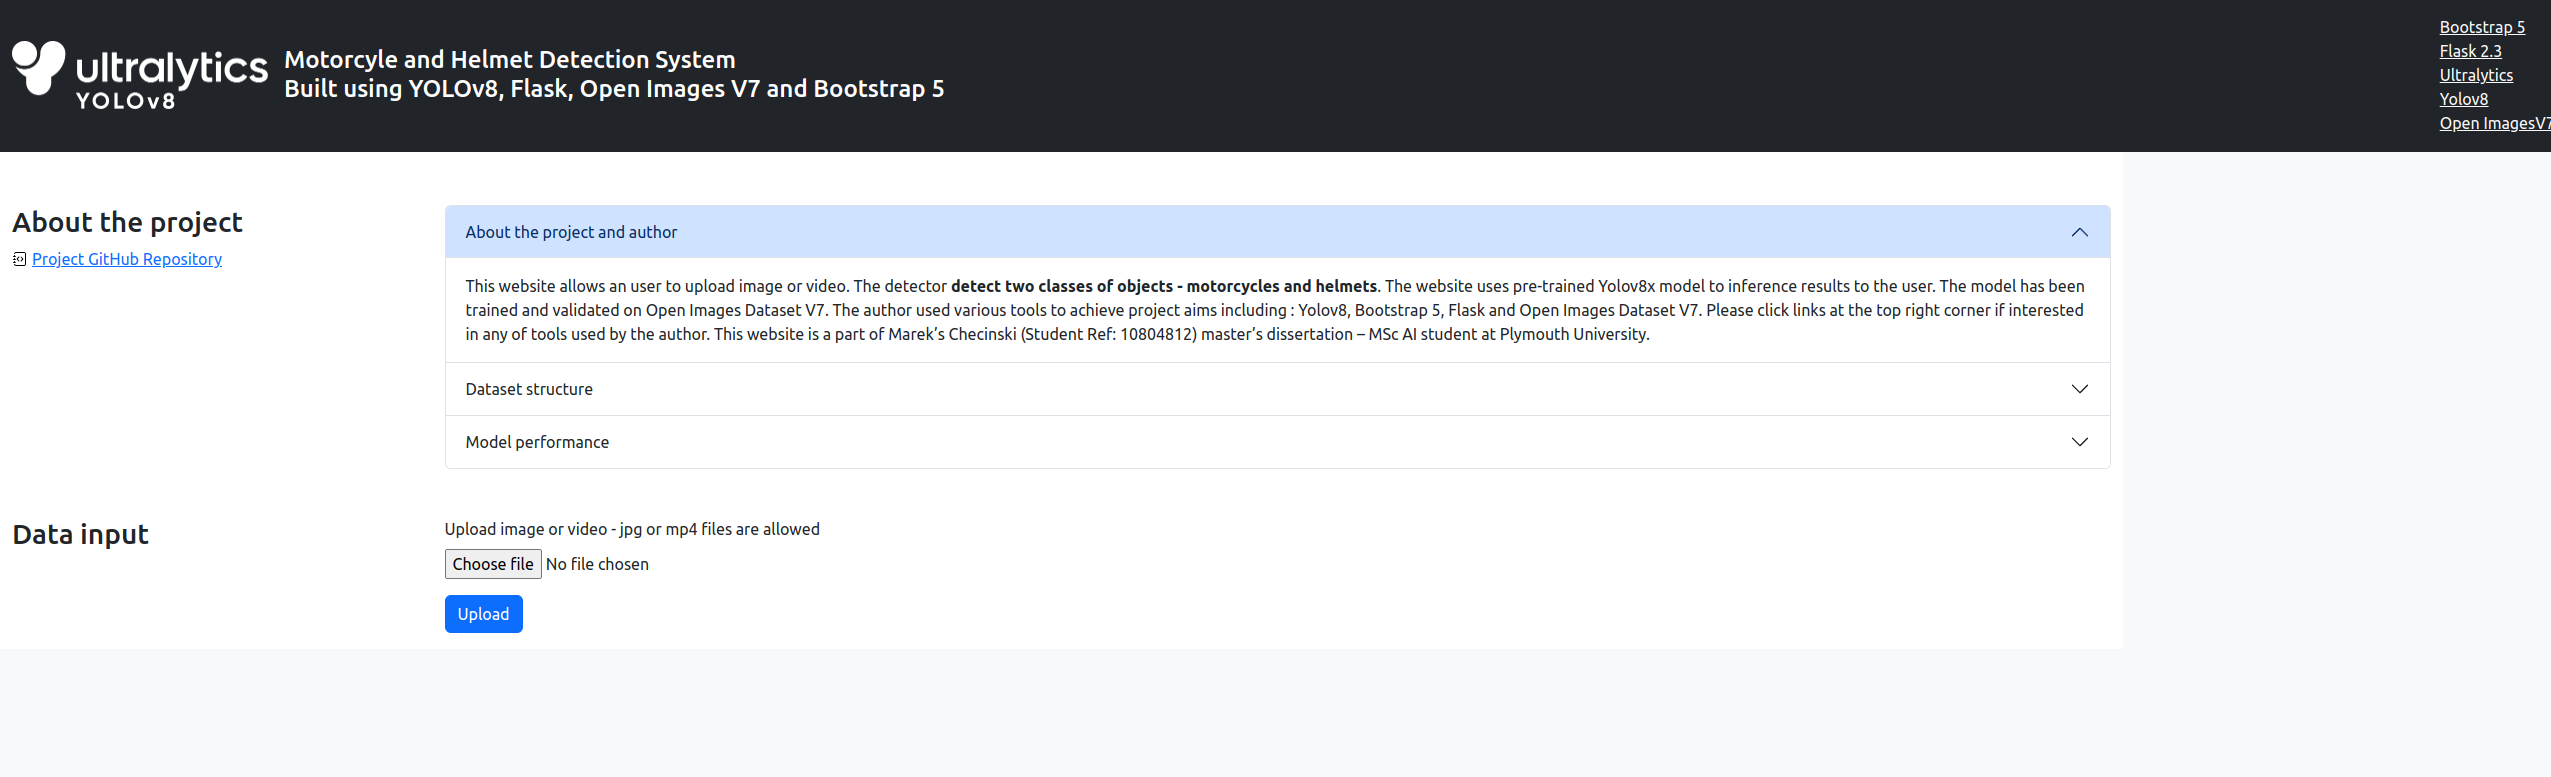 ultralytics
YOLOv8
Motorcyle and Helmet Detection System
Built using YOLOv8, Flask, Open Images V7 and Bootstrap 5
Bootstrap 5
Flask 2.3
Ultralytics
Yolov8
Open ImagesV7
About the project
Project GitHub Repository
About the project and author
This website allows an user to upload image or video. The detector detect two classes of objects - motorcycles and helmets. The website uses pre-trained Yolov8x model to inference results to the user. The model has been
trained and validated on Open Images Dataset V7. The author used various tools to achieve project aims including : Yolov8, Bootstrap 5, Flask and Open Images Dataset V7. Please click links at the top right corner if interested
in any of tools used by the author. This website is a part of Marek’s Checinski (Student Ref: 10804812) master’s dissertation – MSc AI student at Plymouth University.
Dataset structure
Model performance
Data input
Upload image or video - jpg or mp4 files are allowed
Choose file No file chosen
Upload